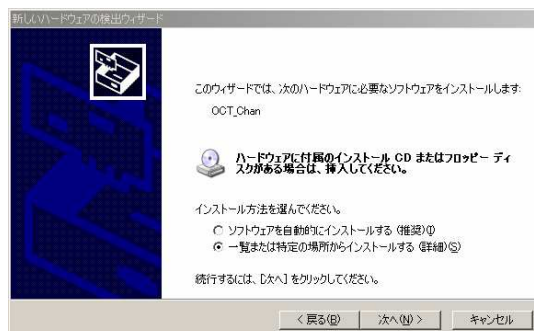 新しいハードウェアの検出ウィザード
このウィザードでは、次のハードウェアに必要なソフトウェアをインストールします:
OCT_Chan
ハードウェアに付属のインストール CD またはフロッピー ディ
スクがある場合は、挿入してください。
インストール方法を選んでください。
ソフトウェアを自動的にインストールする (推奨)(I)
一覧または特定の場所からインストールする (詳細)(S)
続行するには、[次へ] をクリックしてください。
< 戻る(B)
次へ(N) >
キャンセル